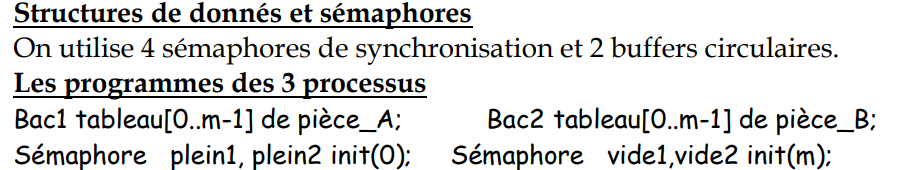 Structures de donnés et sémaphores
On utilise 4 sémaphores de synchronisation et 2 buffers circulaires.
Les programmes des 3 processus
Bac1 tableau[0..m-1] de pièce_A; Bac2 tableau[0..m-1] de pièce_B;
Sémaphore plein1, plein2 init(0); Sémaphore vide1,vide2 init(m);